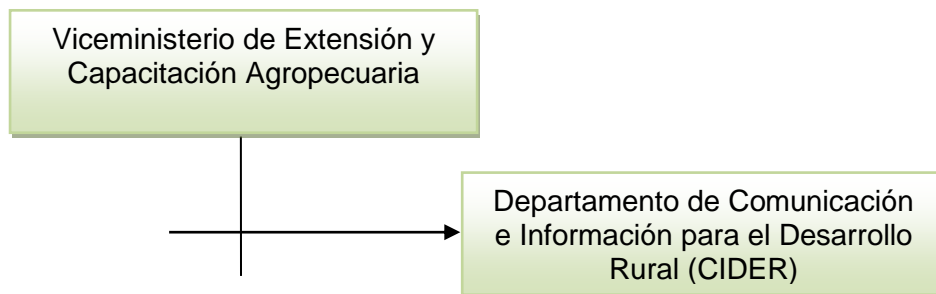 Viceministerio de Extensión y
Capacitación Agropecuaria
Departamento de Comunicación
e Información para el Desarrollo
Rural (CIDER)